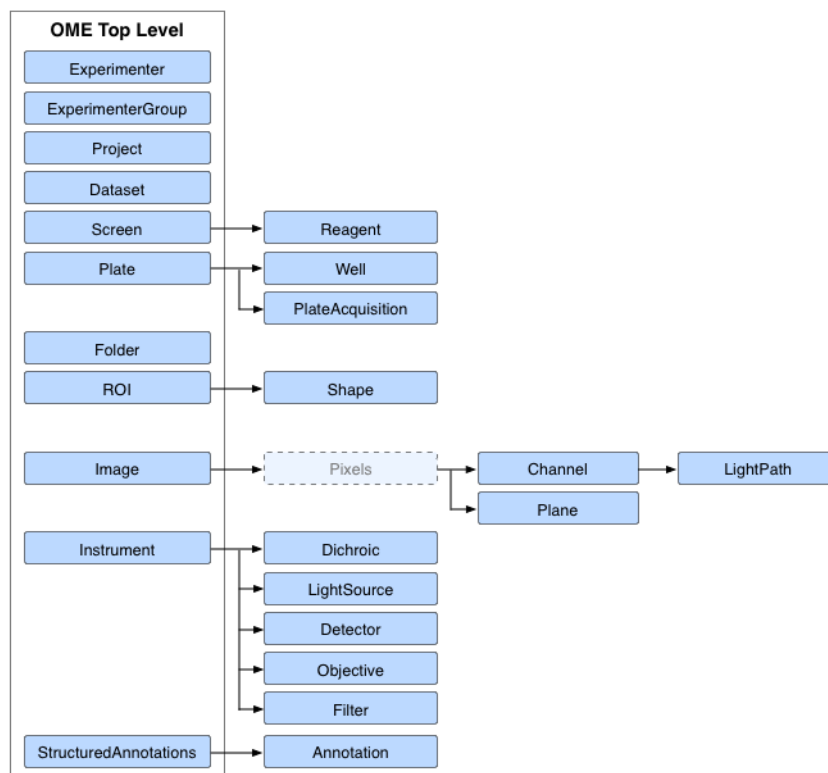 OME Top Level
Experimenter
ExperimenterGroup
Project
Dataset
Screen
Reagent
Plate
Well
PlateAcquisition
Folder
ROI
Shape
Image
Pixels
Channel
LightPath
Plane
Instrument
Dichroic
LightSource
Detector
Objective
Filter
StructuredAnnotations
Annotation